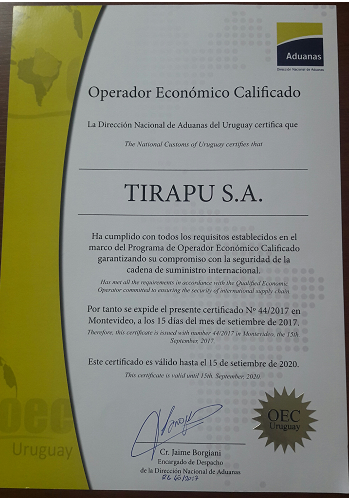 Aduanas
Dirección Nacional de Aduanas
Operador Económico Calificado
La Dirección Nacional de Aduanas del Uruguay certifica que
The National Customs of Uruguay certifies that
TIRAPU S.A.
Ha cumplido con todos los requisitos establecidos en el
marco del Programa de Operador Económico Calificado
garantizando su compromiso con la seguridad de la
cadena de suministro internacional.
Has met all the requirements in accordance with the Qualified Economic
Operator committed to ensuring the security of international supply chain
Por tanto se expide el presente certificado Nº 44/2017 en
Montevideo, a los 15 días del mes de setiembre de 2017.
Therefore, this certificate is issued with number 44/2017 in Montevideo, the 15th
September, 2017
Este certificado es válido hasta el 15 de setiembre de 2020.
This certificate is valid until 15th, September, 2020.
OEC
Uruguay
oec
Uruguay
Cr. Jaime Borgiani
Encargado de Despacho
de la Dirección Nacional de Aduanas